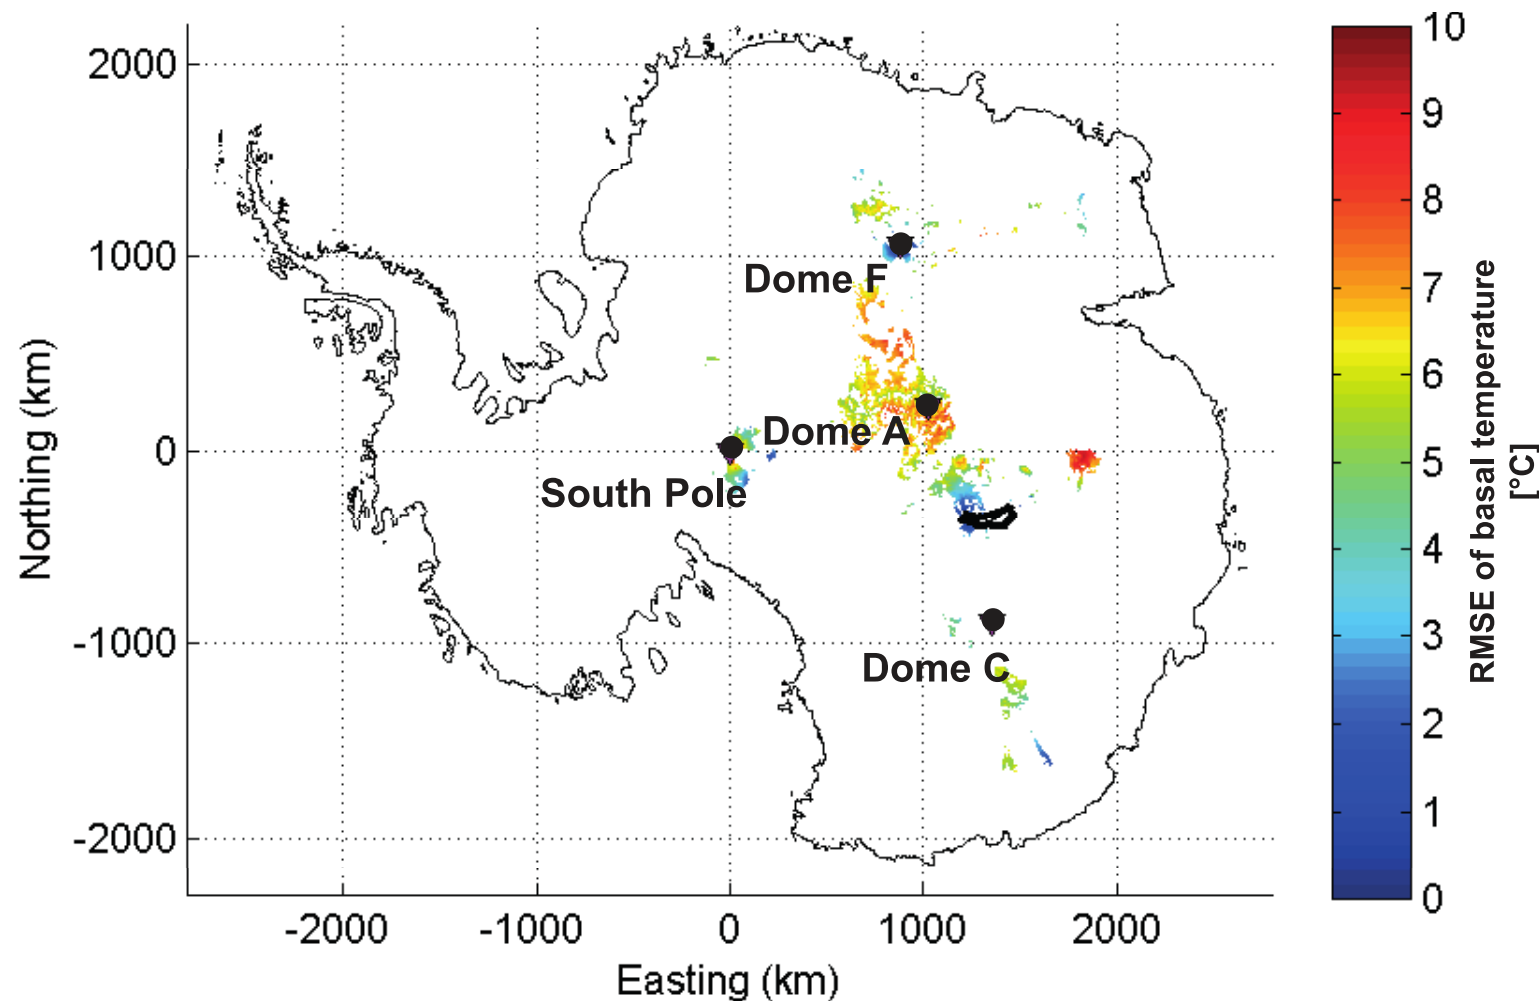 2000
1000
0
-1000
-2000
Northing (km)
-2000
-1000
0
1000
2000
Easting (km)
Dome F
Dome A
South Pole
Dome C
10
9
8
7
6
5
4
3
2
1
0
RMSE of basal temperature
[°C]